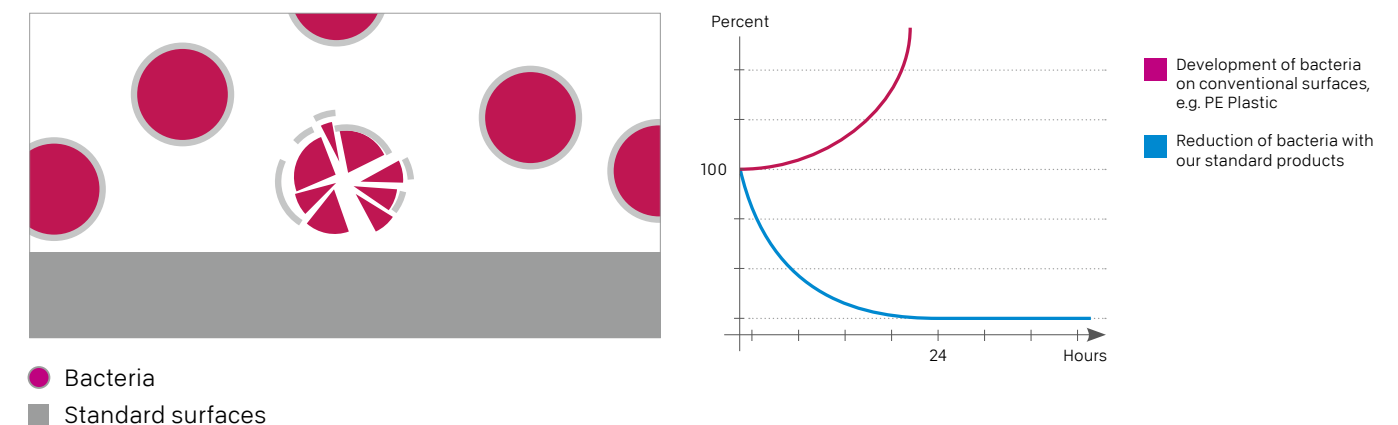 Bacteria
Standard surfaces
Percent
100
24
Hours
Development of bacteria
on conventional surfaces,
e.g. PE Plastic
Reduction of bacteria with
our standard products